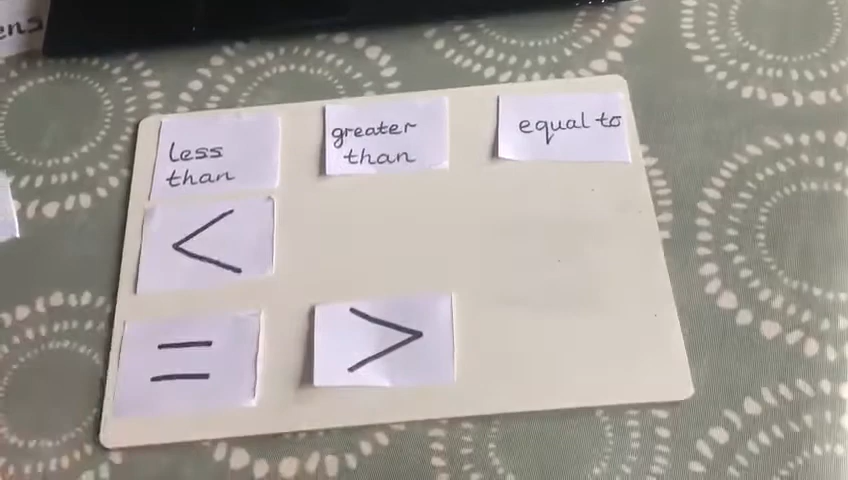 less
than
greater
than
equal to
<
=
>